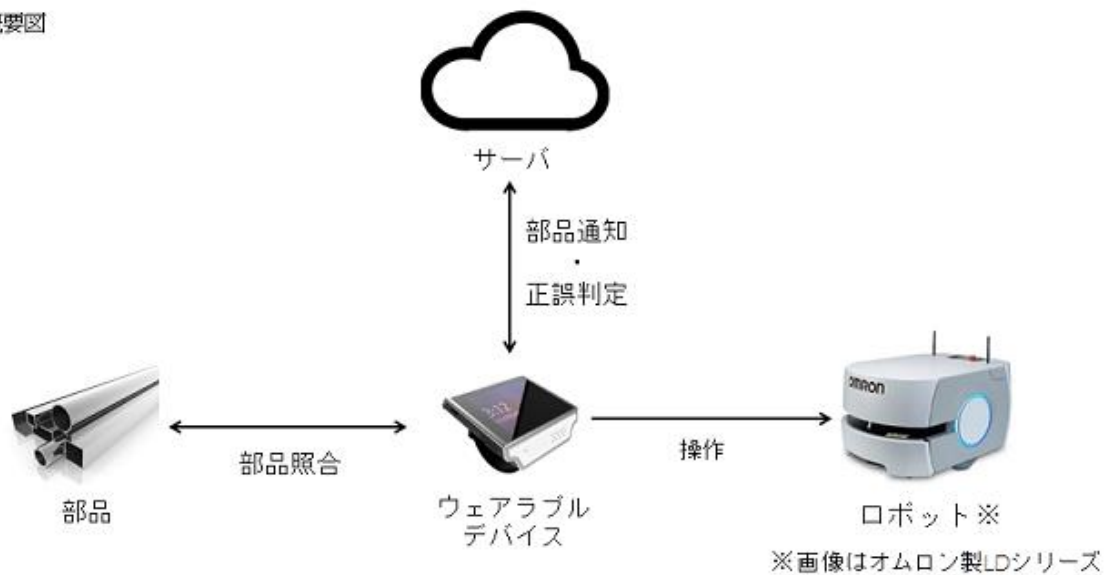 要図
サーバ
部品通知
・
正誤判定
部品照合
操作
部品
ウェアラブル
デバイス
OMRON
ロボット※
※画像はオムロン製LDシリーズ